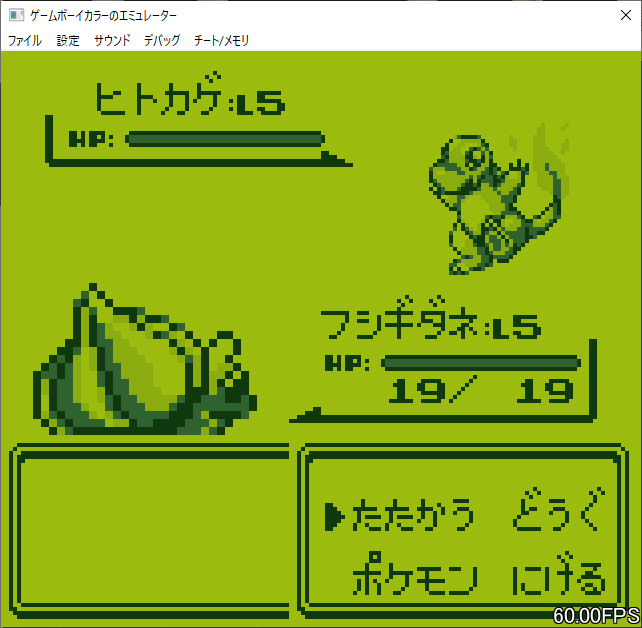 ゲームボーイカラーのエミュレーター
ファイル 設定 サウンド デバッグ チート/メモリ
ヒトカゲ:L5
HP:
フシギダネ:L5
HP:
19/ 19
▶たたかう どうぐ
ポケモン にげる
60.00FPS